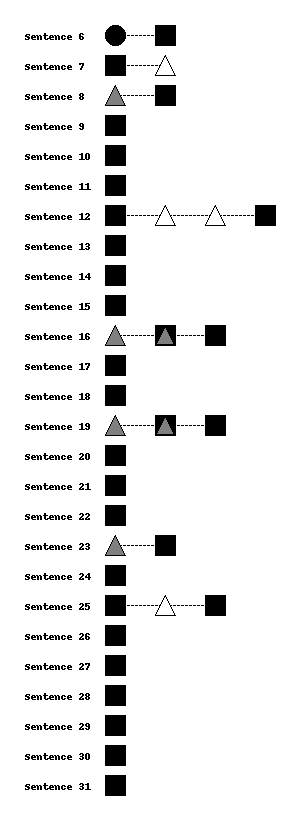 Sentence 6
Sentence 7
Sentence 8
Sentence 9
Sentence 10
Sentence 11
Sentence 12
Sentence 13
Sentence 14
Sentence 15
Sentence 16
Sentence 17
Sentence 18
Sentence 19
Sentence 20
Sentence 21
Sentence 22
Sentence 23
Sentence 24
Sentence 25
Sentence 26
Sentence 27
Sentence 28
Sentence 29
Sentence 30
Sentence 31